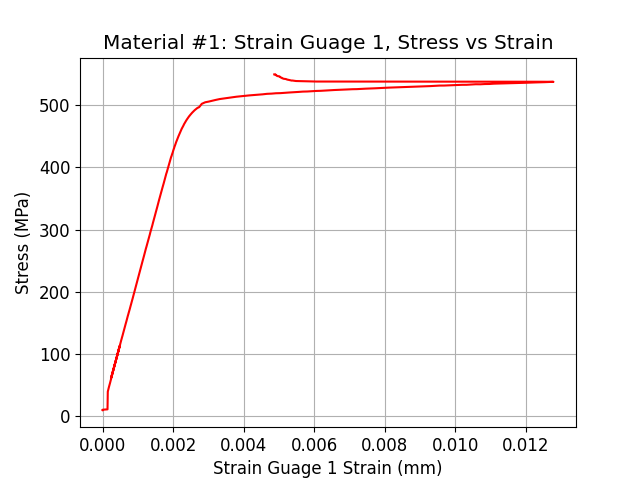 Material #1: Strain Guage 1, Stress vs Strain
500
400
300
200
100
0
Stress (MPa)
0.000 0.002 0.004 0.006 0.008 0.010 0.012
Strain Guage 1 Strain (mm)